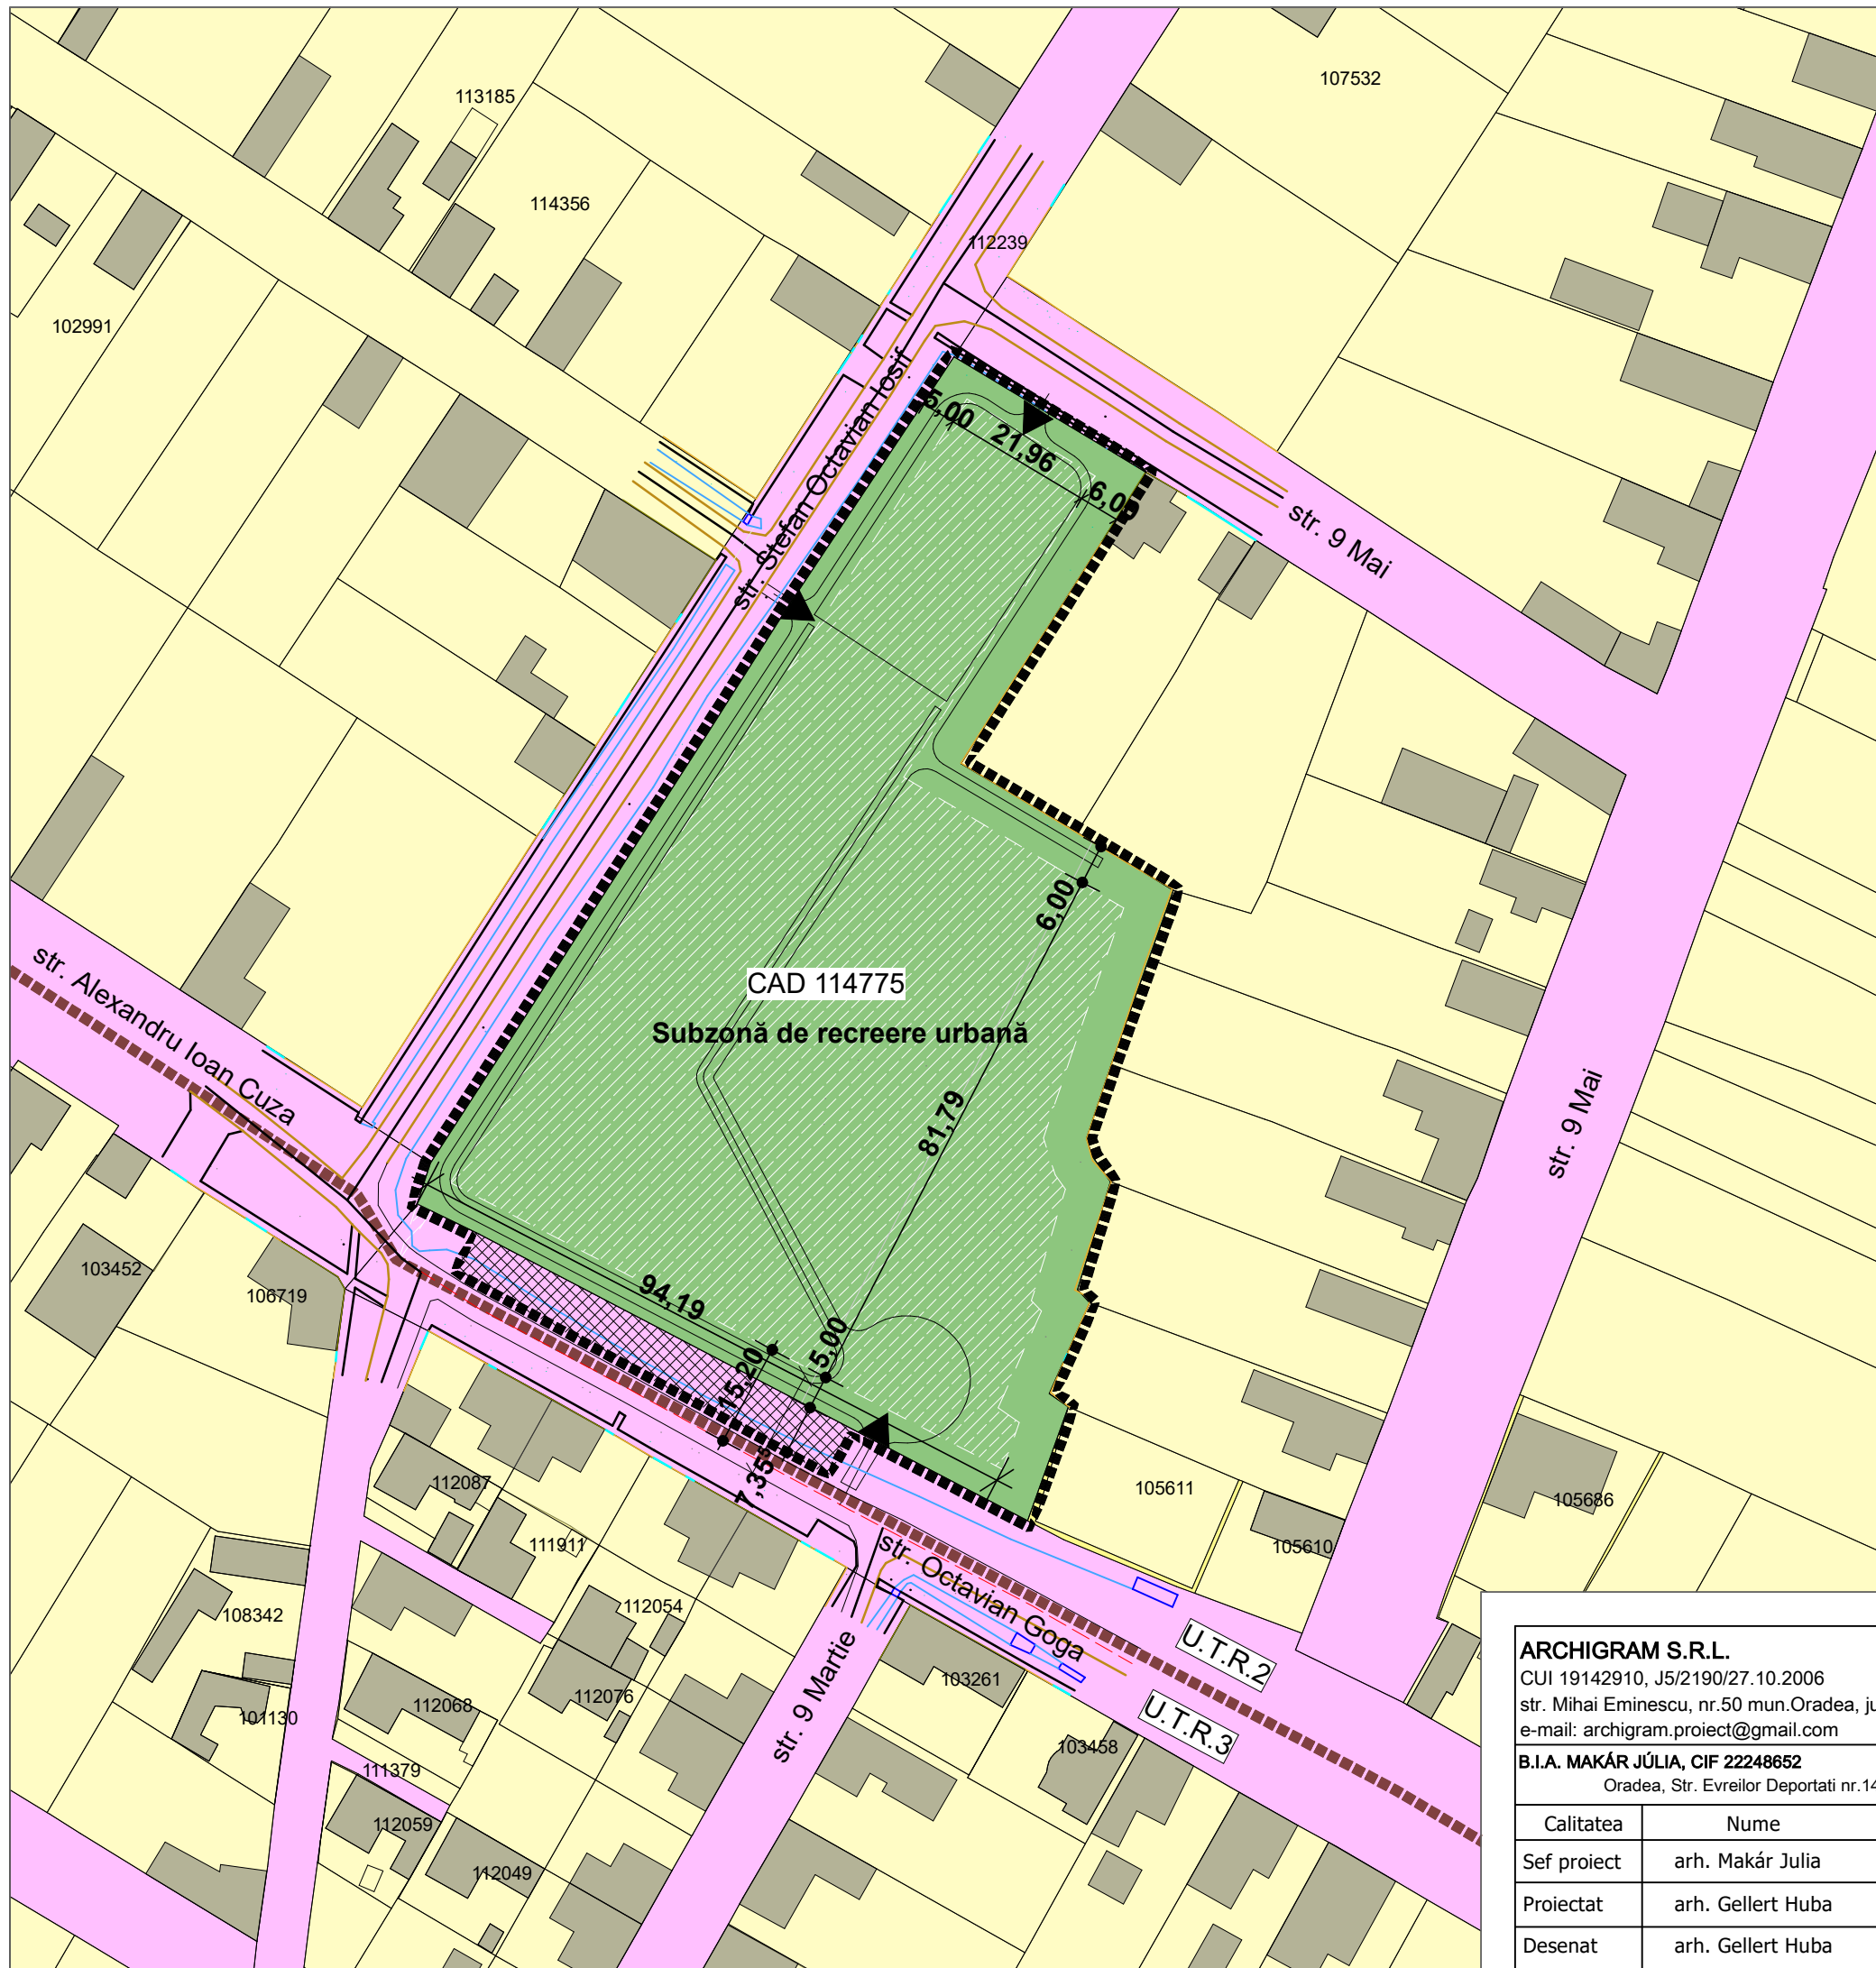 107532
113185
114356
112239
102991
str. Stefan Octavian Iosif
5,00
21,96
6,00
str. 9 Mai
6,00
CAD 114775
Subzonă de recreere urbană
str. Alexandru Ioan Cuza
81,79
str. 9 Mai
103452
106719
94,19
15,20
5,00
7,35⁵
112087
111911
105611
105686
105610
str. Octavian Goga
108342
112054
U.T.R.2
U.T.R.3
str. 9 Martie
103261
112076
112068
101130
103458
111379
112059
112049
ARCHIGRAM S.R.L.
CUI 19142910, J5/2190/27.10.2006
str. Mihai Eminescu, nr.50 mun.Oradea, ju
e-mail: archigram.proiect@gmail.com
B.I.A. MAKÁR JÚLIA, CIF 22248652
Oradea, Str. Evreilor Deportati nr.14
Calitatea Nume
Sef proiect arh. Makár Julia
Proiectat arh. Gellert Huba
Desenat arh. Gellert Huba